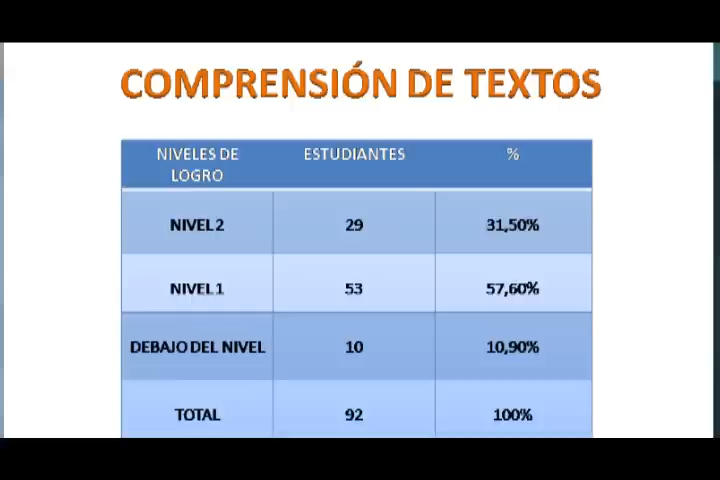 COMPRENSIÓN DE TEXTOS
NIVELES DE LOGRO ESTUDIANTES %
NIVEL 2 29 31,50%
NIVEL 1 53 57,60%
DEBAJO DEL NIVEL 10 10,90%
TOTAL 92 100%